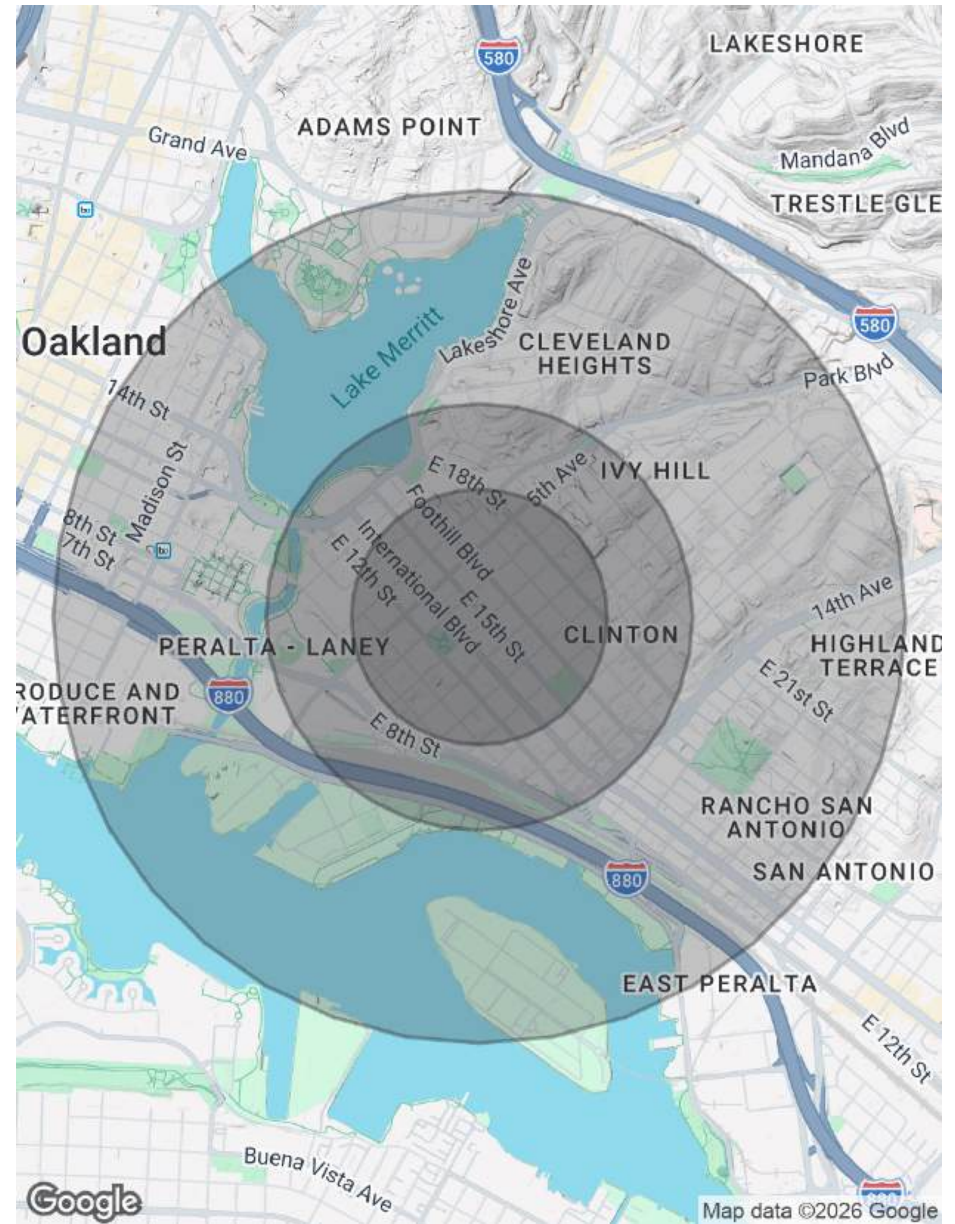 580
LAKESHORE
ADAMS POINT
Grand Ave
Mandana Blvd
TRESTLE GLE
Oakland
Lake Merritt
Lakeshore Ave
CLEVELAND
HEIGHTS
580
Park Blvd
14th St
Madison St
8th St
7th St
E 18th St
5th Ave
IVY HILL
Foothill Blvd
International Blvd
E 12th St
E 15th St
CLINTON
14th Ave
PERALTA - LANEY
HIGHLAND
TERRACE
E 21st St
880
RODUCE AND
ATERFRONT
E 8th St
RANCHO SAN
ANTONIO
SAN ANTONIO
880
EAST PERALTA
E 12th St
Buena Vista Ave
880
Google
Map data ©2026 Google